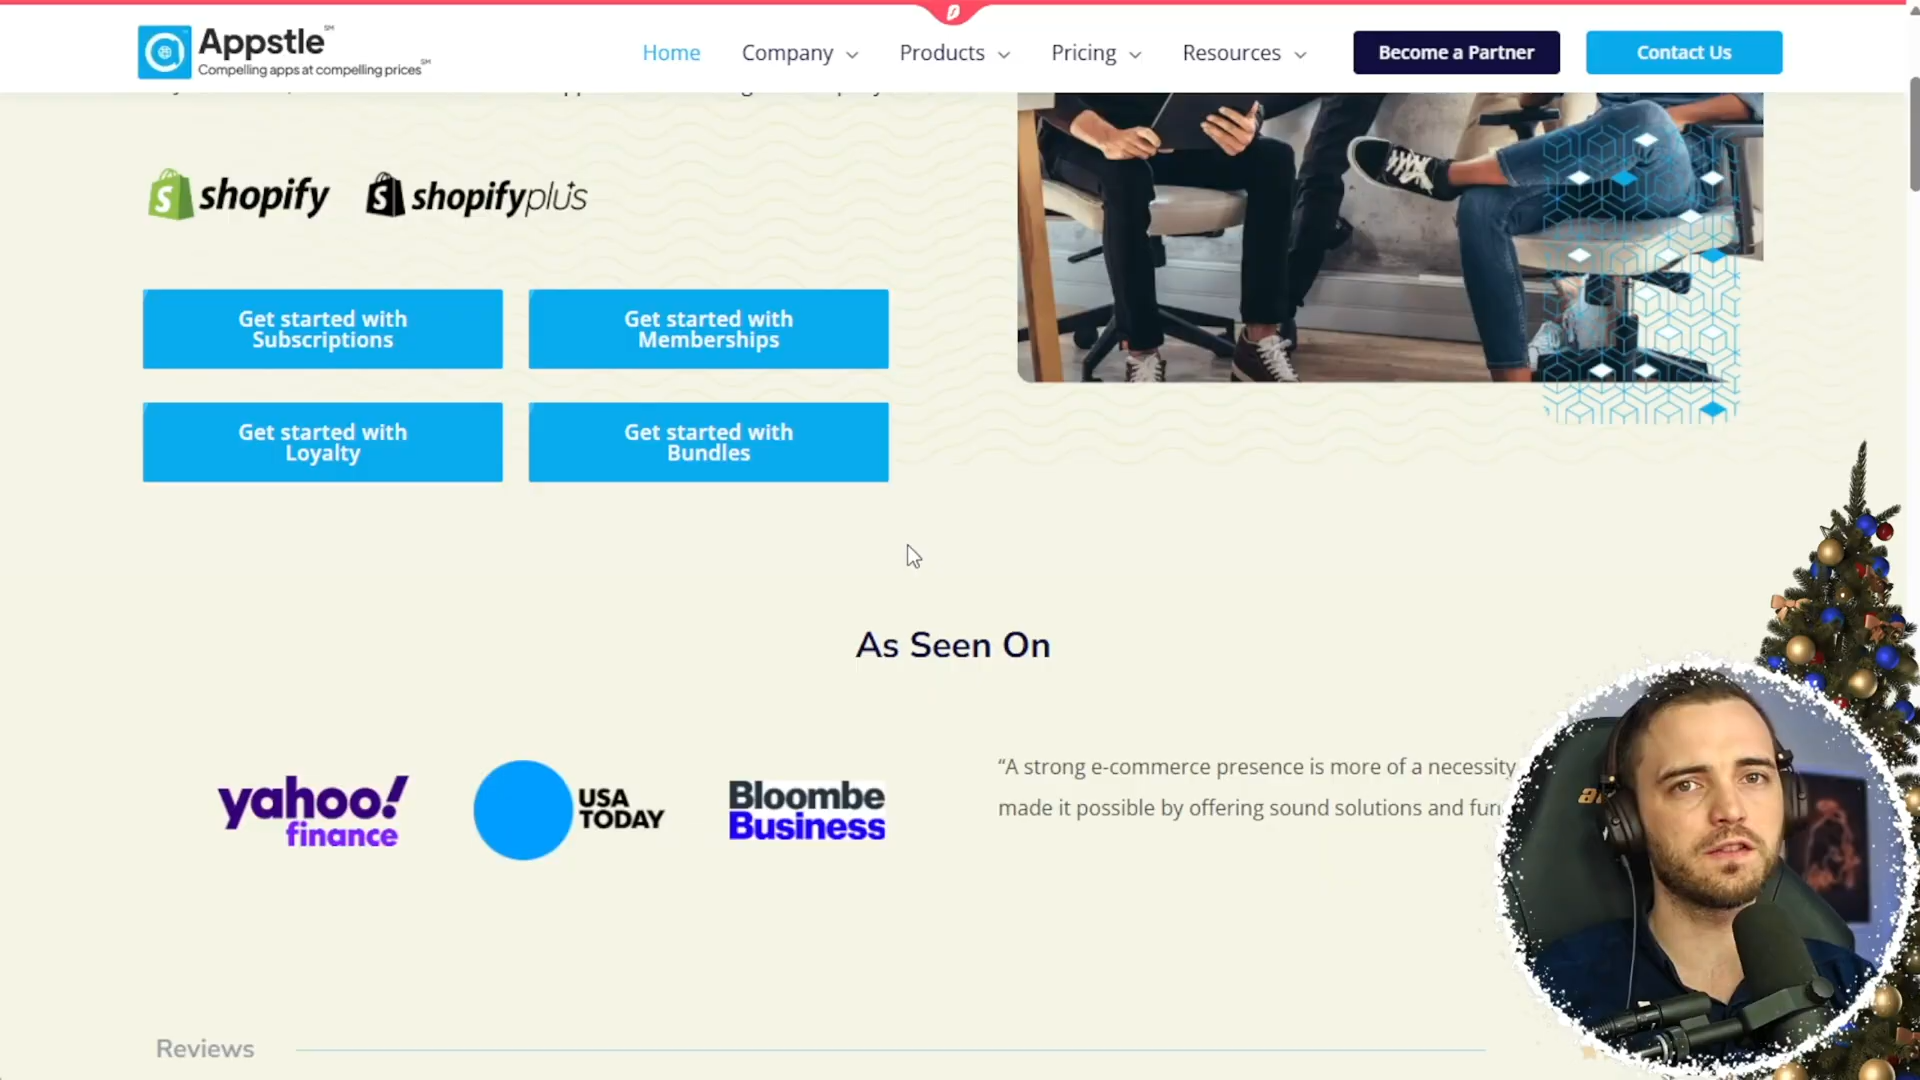 Appstle℠
Compelling apps at compelling prices℠
Home
Company
Products
Pricing
Resources
Become a Partner
Contact Us
shopify
shopifyplus
Get started with
Subscriptions
Get started with
Memberships
Get started with
Loyalty
Get started with
Bundles
As Seen On
yahoo!
finance
USA
TODAY
Bloombe
Business
“A strong e-commerce presence is more of a necessity
made it possible by offering sound solutions and fun
Reviews